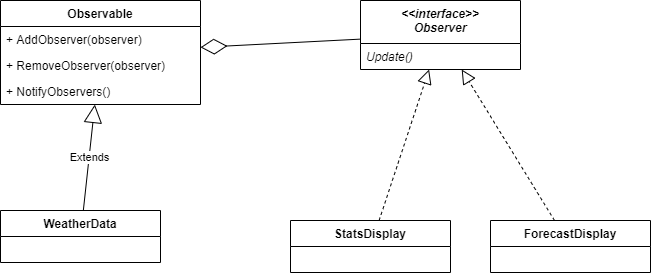 Observable
+ AddObserver(observer)
+ RemoveObserver(observer)
+ NotifyObservers()
<<interface>>
Observer
Update()
Extends
WeatherData
StatsDisplay
ForecastDisplay